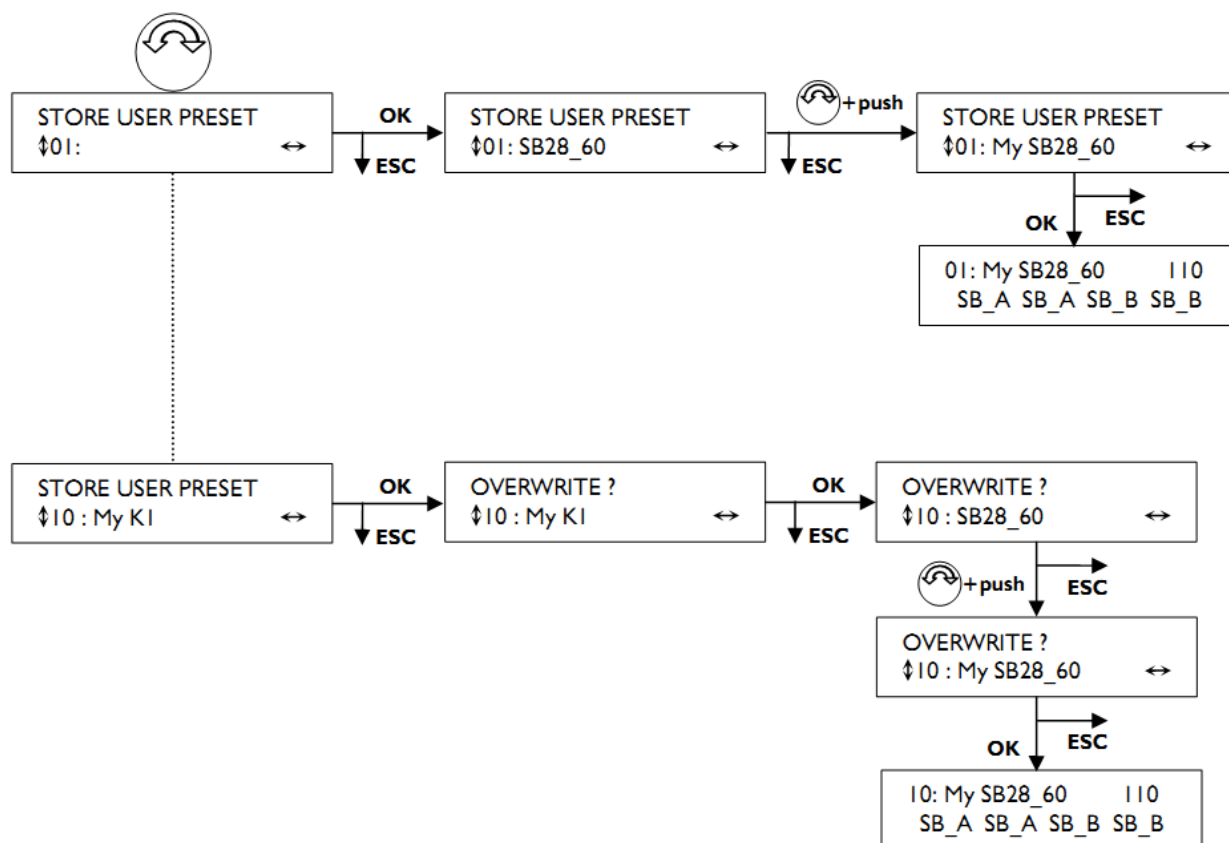 STORE USER PRESET
⇕01: ↔
OK
ESC
STORE USER PRESET
⇕01: SB28_60 ↔
+push
ESC
STORE USER PRESET
⇕01: My SB28_60 ↔
OK
ESC
01: My SB28_60 110
SB_A SB_A SB_B SB_B
STORE USER PRESET
⇕10 : My K1 ↔
OK
ESC
OVERWRITE ?
⇕10 : My K1 ↔
OK
ESC
OVERWRITE ?
⇕10 : SB28_60 ↔
+push
ESC
OVERWRITE ?
⇕10 : My SB28_60 ↔
OK
ESC
10: My SB28_60 110
SB_A SB_A SB_B SB_B